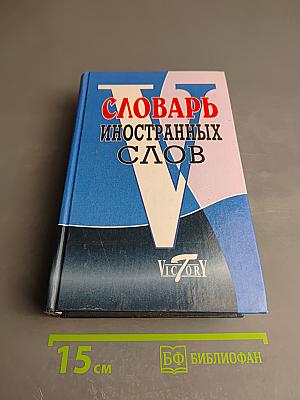 СЛОВАРЬ
ИНОСТРАННЫХ
СЛОВ
V
VICTORY
15 см
БФ БИБЛИОФАН